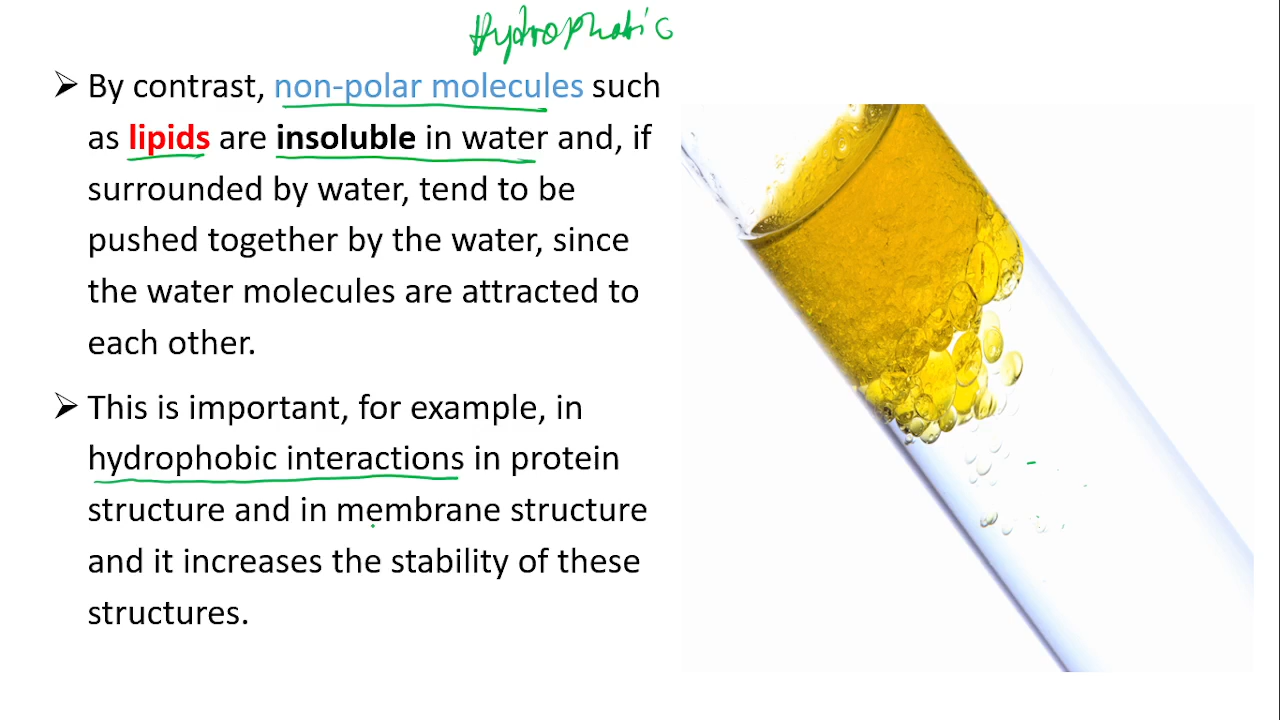 Hydrophobic
➢ By contrast, non-polar molecules such
as lipids are insoluble in water and, if
surrounded by water, tend to be
pushed together by the water, since
the water molecules are attracted to
each other.
➢ This is important, for example, in
hydrophobic interactions in protein
structure and in membrane structure
and it increases the stability of these
structures.